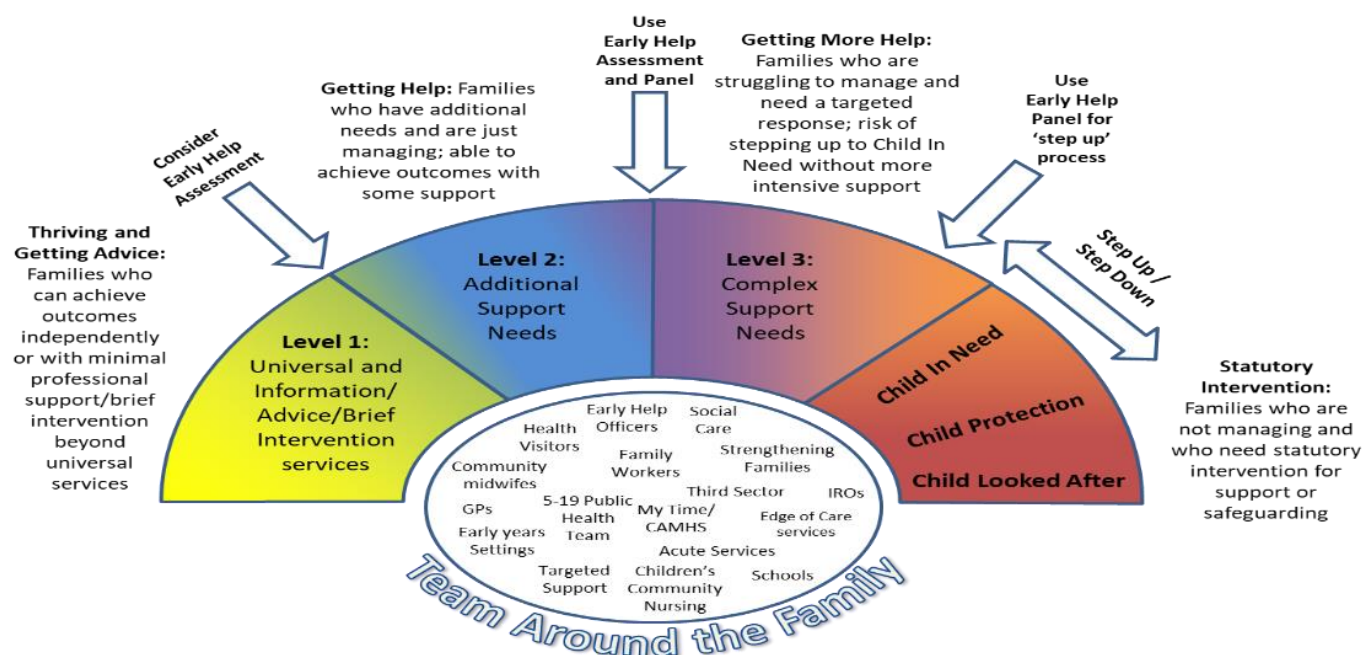 Thriving and
Getting Advice:
Families who
can achieve
outcomes
independently
or with minimal
professional
support/brief
intervention
beyond
universal
services
Consider
Early Help
Assessment
Getting Help: Families
who have additional
needs and are just
managing; able to
achieve outcomes with
some support
Use
Early Help
Assessment
and Panel
Getting More Help:
Families who are
struggling to manage and
need a targeted
response; risk of
stepping up to Child In
Need without more
intensive support
Use
Early Help
Panel for
‘step up’
process
Step Up /
Step Down
Statutory
Intervention:
Families who are
not managing and
who need statutory
intervention for
support or
safeguarding
Level 1:
Universal and
Information/
Advice/Brief
Intervention
services
Level 2:
Additional
Support
Needs
Level 3:
Complex
Support
Needs
Child In Need
Child Protection
Child Looked After
Early Help
Officers
Social
Care
Health
Visitors
Family
Workers
Strengthening
Families
Community
midwifes
Third Sector
IROs
GPs
5-19 Public
Health
Team
My Time/
CAMHS
Edge of Care
services
Early years
Settings
Acute Services
Targeted
Support
Children’s
Community
Nursing
Schools
Team Around the Family